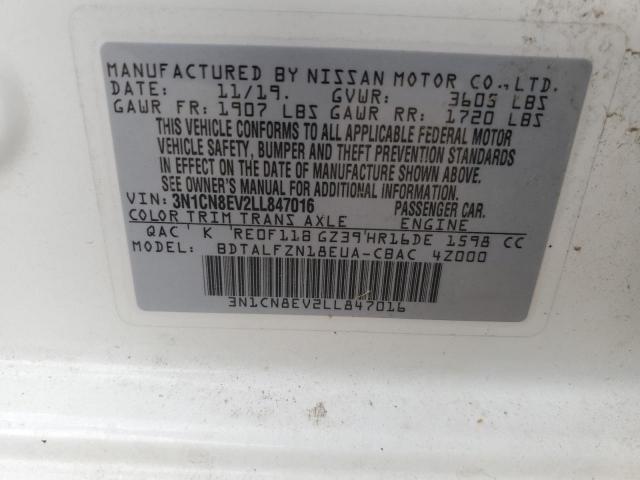 MANUFACTURED BY NISSAN MOTOR CO.,LTD.
DATE: 11/19. GVWR: 3605 LBS
GAWR FR: 1907 LBS GAWR RR: 1720 LBS
THIS VEHICLE CONFORMS TO ALL APPLICABLE FEDERAL MOTOR
VEHICLE SAFETY, BUMPER AND THEFT PREVENTION STANDARDS
IN EFFECT ON THE DATE OF MANUFACTURE SHOWN ABOVE.
SEE OWNER'S MANUAL FOR ADDITIONAL INFORMATION.
VIN: 3N1CN8EV2LL847016 PASSENGER CAR.
COLOR TRIM TRANS AXLE ENGINE
QAC K RE0F11B GZ39 HR16DE 1598 CC
MODEL: BDTALFZN18EUA-CBAC 4Z000
3N1CN8EV2LL847016